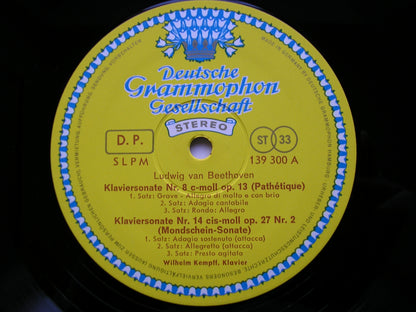 Deutsche
Grammophon
Gesellschaft
STEREO
D. P.
SLPM
ST 33
139 300 A
Ludwig van Beethoven
Klaviersonate Nr. 8 c-moll op. 13 (Pathétique)
1. Satz: Grave - Allegro di molto e con brio
2. Satz: Adagio cantabile
3. Satz: Rondo: Allegro
Klaviersonate Nr. 14 cis-moll op. 27 Nr. 2
(Mondschein-Sonate)
1. Satz: Adagio sostenuto (attacca)
2. Satz: Allegretto (attacca)
3. Satz: Presto agitato
Wilhelm Kempff, Klavier